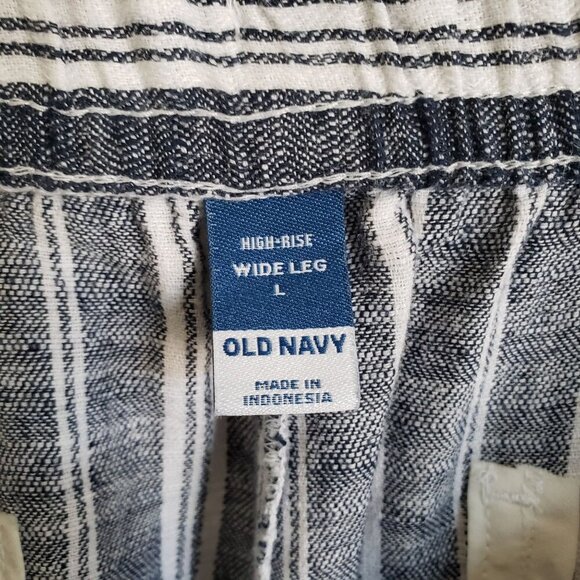 HIGH-RISE
WIDE LEG
L
OLD NAVY
MADE IN
INDONESIA